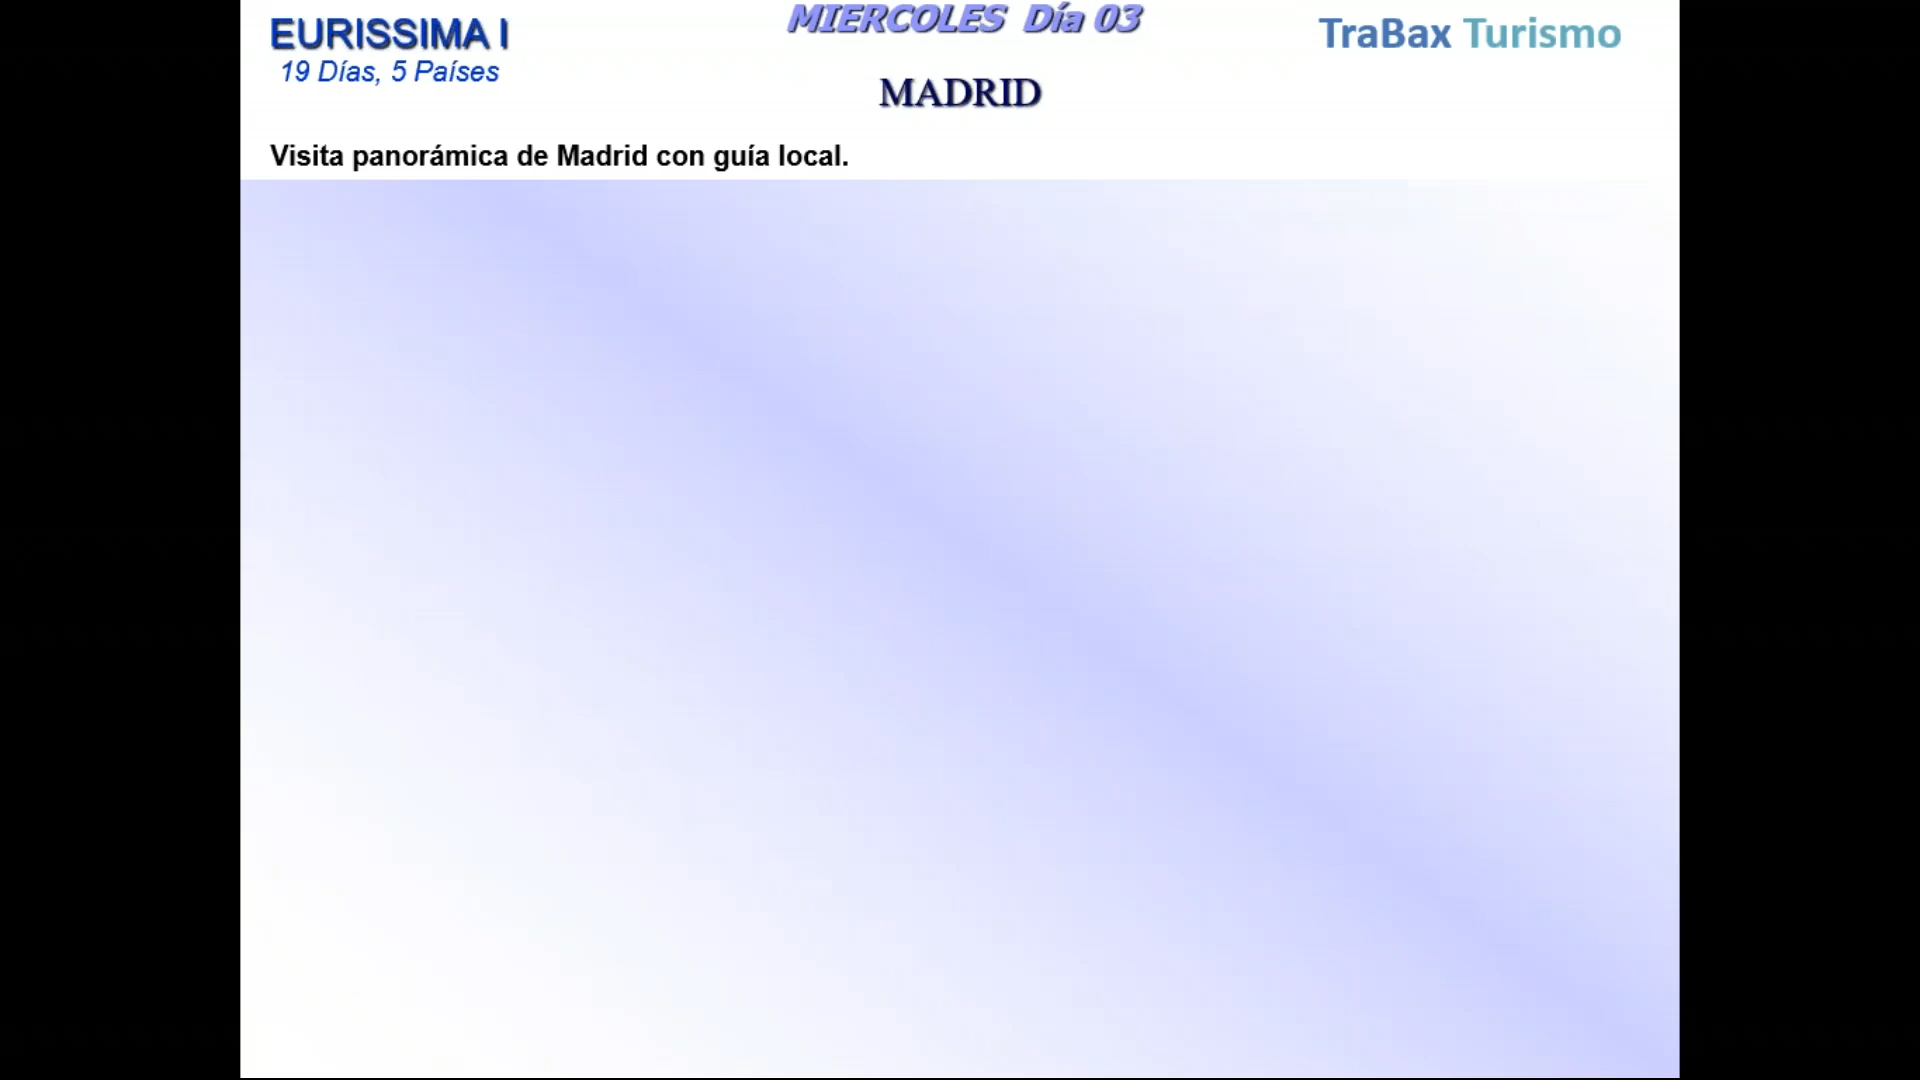 EURISSIMA I
19 Días, 5 Países
MIERCOLES Día 03
MADRID
TraBax Turismo
Visita panorámica de Madrid con guía local.